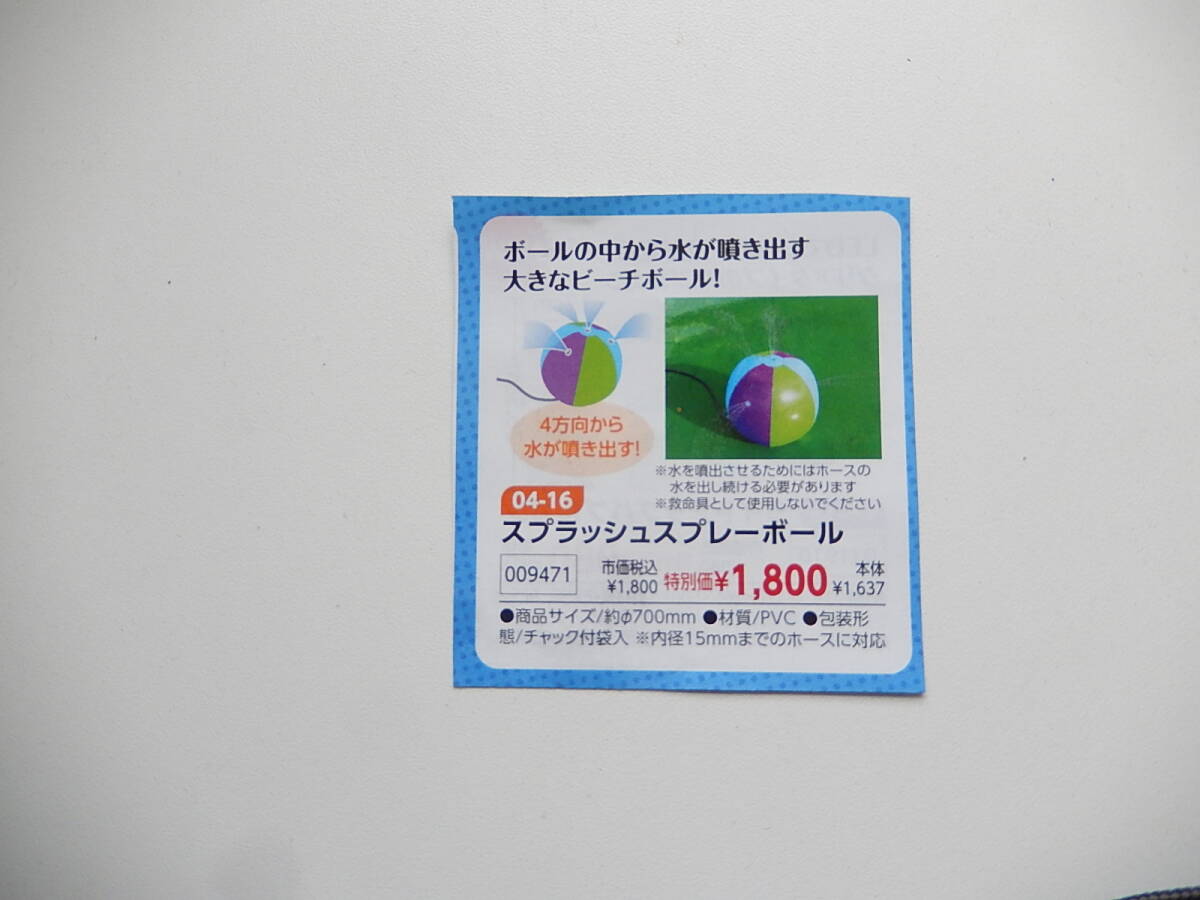 ボールの中から水が噴き出す
大きなビーチボール!
4方向から
水が噴き出す!
※水を噴出させるためにはホースの
水を出し続ける必要があります
※救命具として使用しないでください
04-16
スプラッシュスプレーボール
009471
市価税込
¥1,800
特別価¥1,800
本体
¥1,637
●商品サイズ/約φ700mm ●材質/PVC ●包装形
態/チャック付袋入 ※内径15mmまでのホースに対応